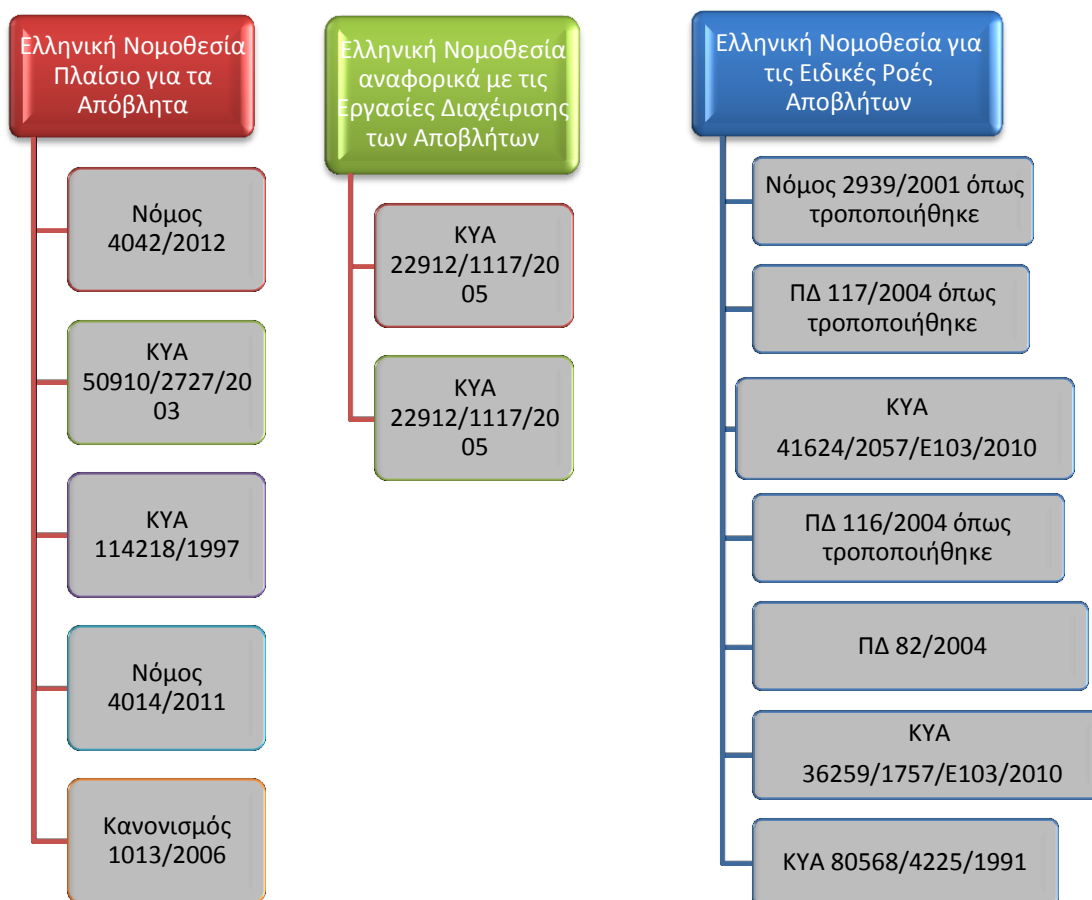 Ελληνική Νομοθεσία
Πλαίσιο για τα
Απόβλητα
Νόμος
4042/2012
ΚΥΑ
50910/2727/20
03
ΚΥΑ
114218/1997
Νόμος
4014/2011
Κανονισμός
1013/2006
Ελληνική Νομοθεσία
αναφορικά με τις
Εργασίες Διαχέιρισης
των Αποβλήτων
ΚΥΑ
22912/1117/20
05
ΚΥΑ
22912/1117/20
05
Ελληνική Νομοθεσία για
τις Ειδικές Ροές
Αποβλήτων
Νόμος 2939/2001 όπως
τροποποιήθηκε
ΠΔ 117/2004 όπως
τροποποιήθηκε
ΚΥΑ
41624/2057/Ε103/2010
ΠΔ 116/2004 όπως
τροποποιήθηκε
ΠΔ 82/2004
ΚΥΑ
36259/1757/Ε103/2010
ΚΥΑ 80568/4225/1991